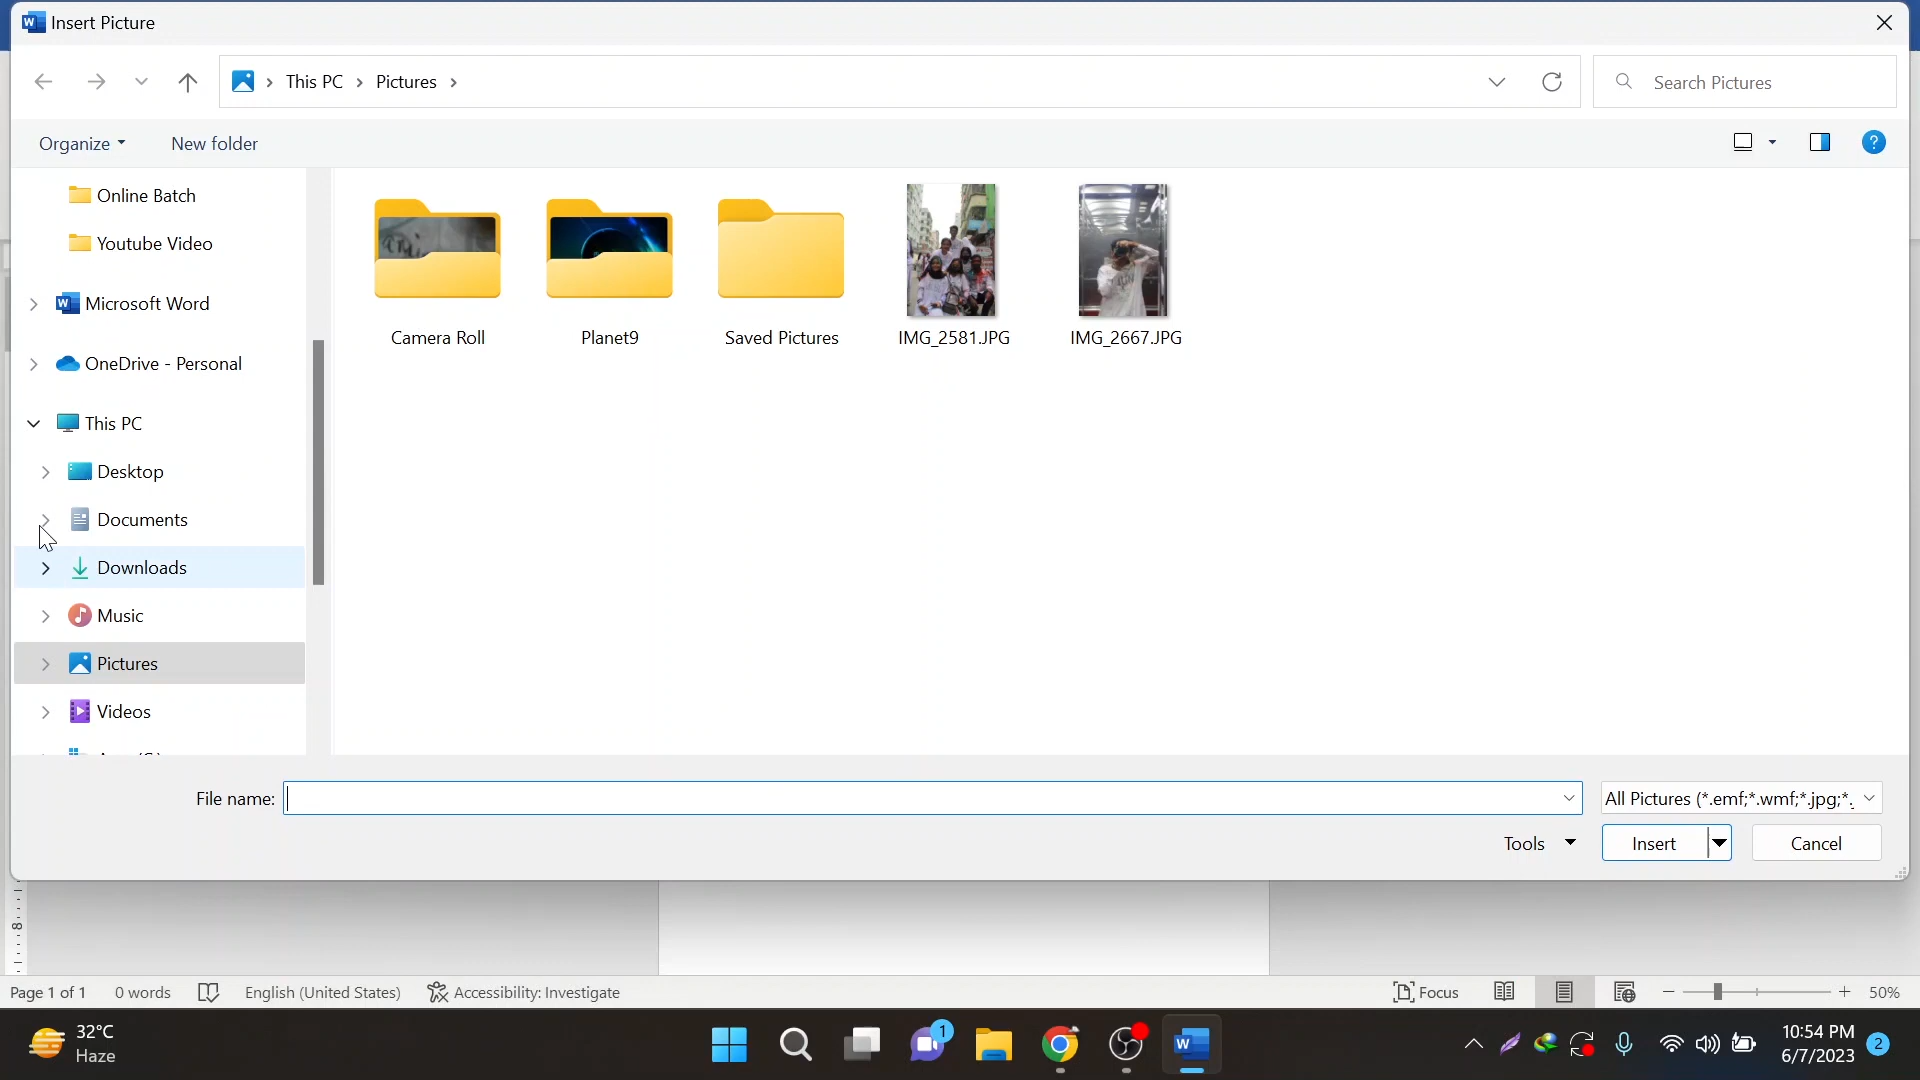 Insert Picture
This PC
Pictures
Search Pictures
Organize
New folder
Online Batch
Youtube Video
Microsoft Word
OneDrive - Personal
This PC
Desktop
Documents
Downloads
Music
Pictures
Videos
Camera Roll
Planet9
Saved Pictures
IMG_2581.JPG
IMG_2667.JPG
File name:
All Pictures (*.emf;*.wmf;*.jpg;*.
Tools
Insert
Cancel
8
Page 1 of 1
0 words
English (United States)
Accessibility: Investigate
Focus
50%
32°C
Haze
1
10:54 PM
6/7/2023
2